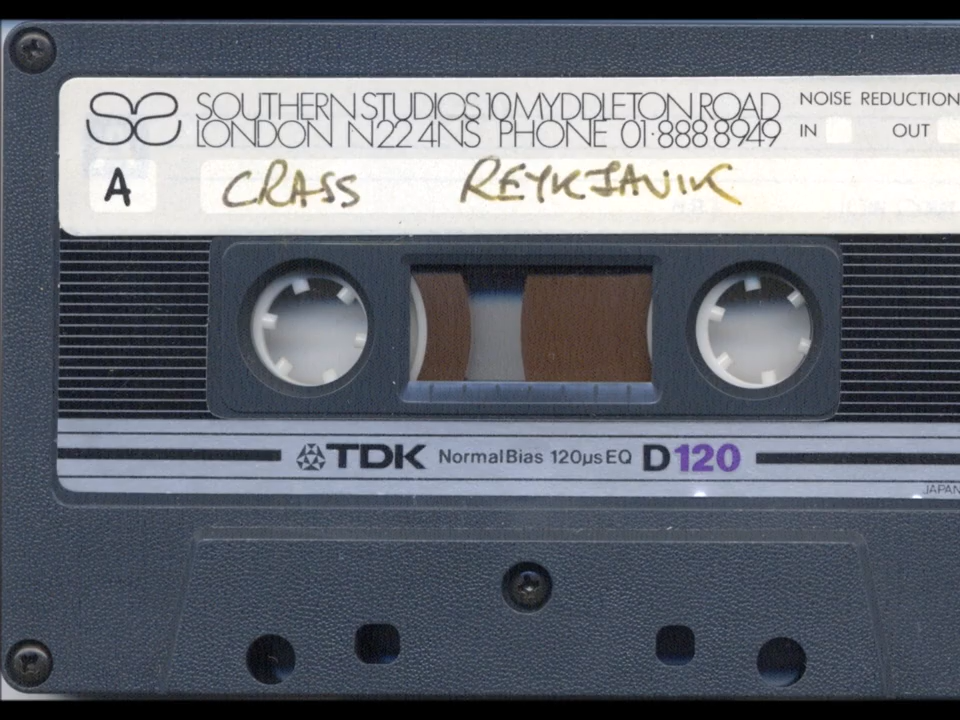 SOUTHERN STUDIOS 10 MYDDLETON ROAD
LONDON N22 4NS PHONE 01·888 8949
NOISE REDUCTION
IN OUT
A CRASS REYKJAVIK
TDK Normal Bias 120µs EQ D120
JAPAN